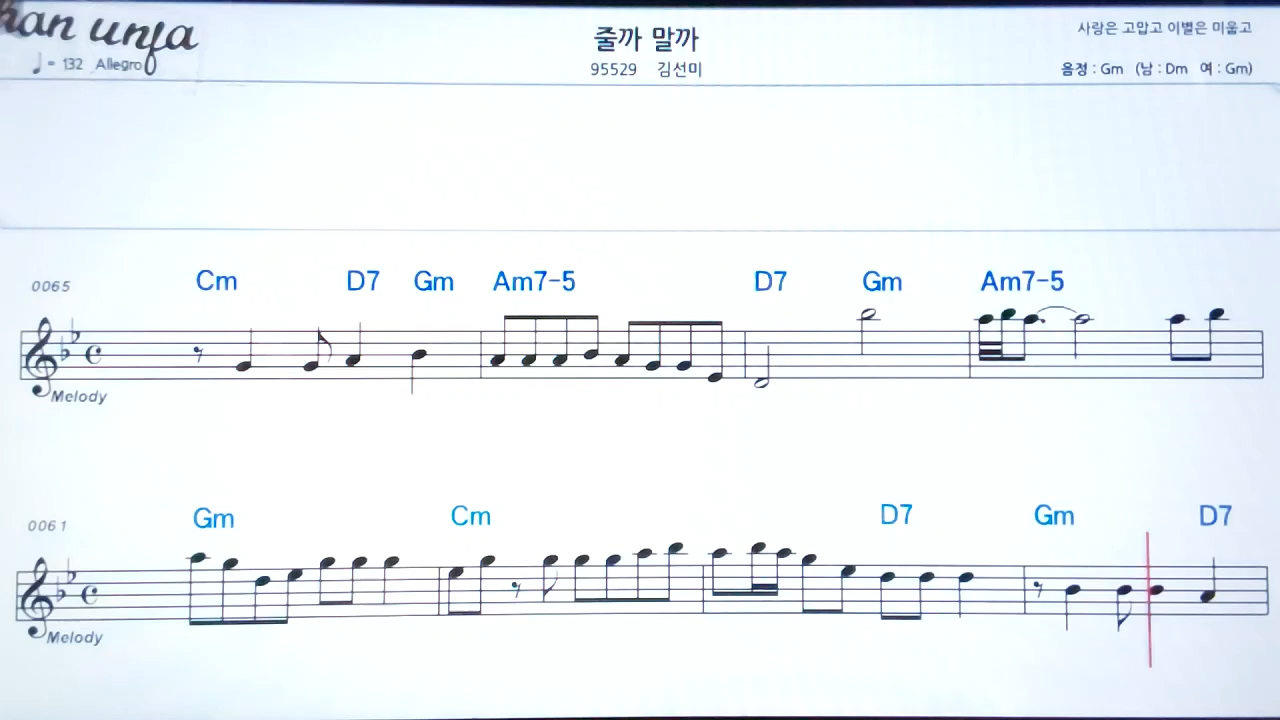 han unfa
줄까 말까
사랑은 고맙고 이별은 미울고
♩= 132 Allegro
95529 김선미
음정 : Gm (남 : Dm 여 : Gm)
0065 Cm D7 Gm Am7-5 D7 Gm Am7-5
Melody
0061 Gm Cm D7 Gm D7
Melody